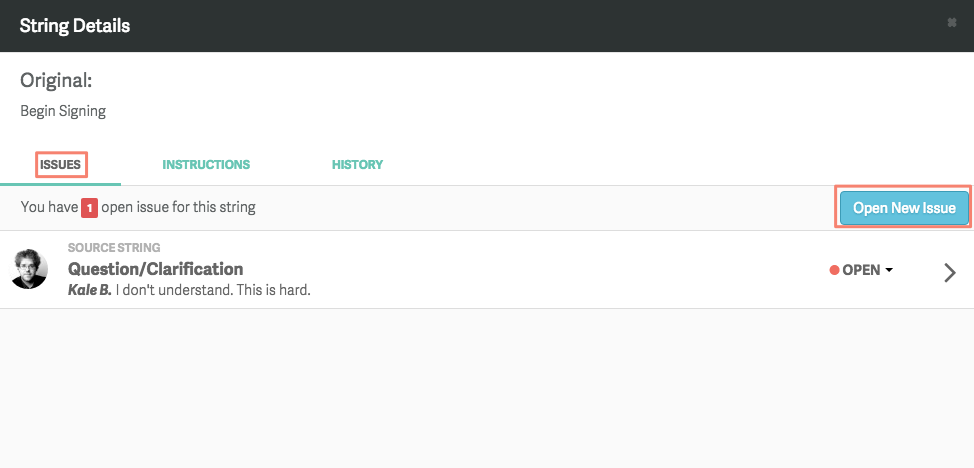 String Details
Original:
Begin Signing
ISSUES INSTRUCTIONS HISTORY
You have 1 open issue for this string Open New Issue
SOURCE STRING
Question/Clarification OPEN
Kale B. I don't understand. This is hard.